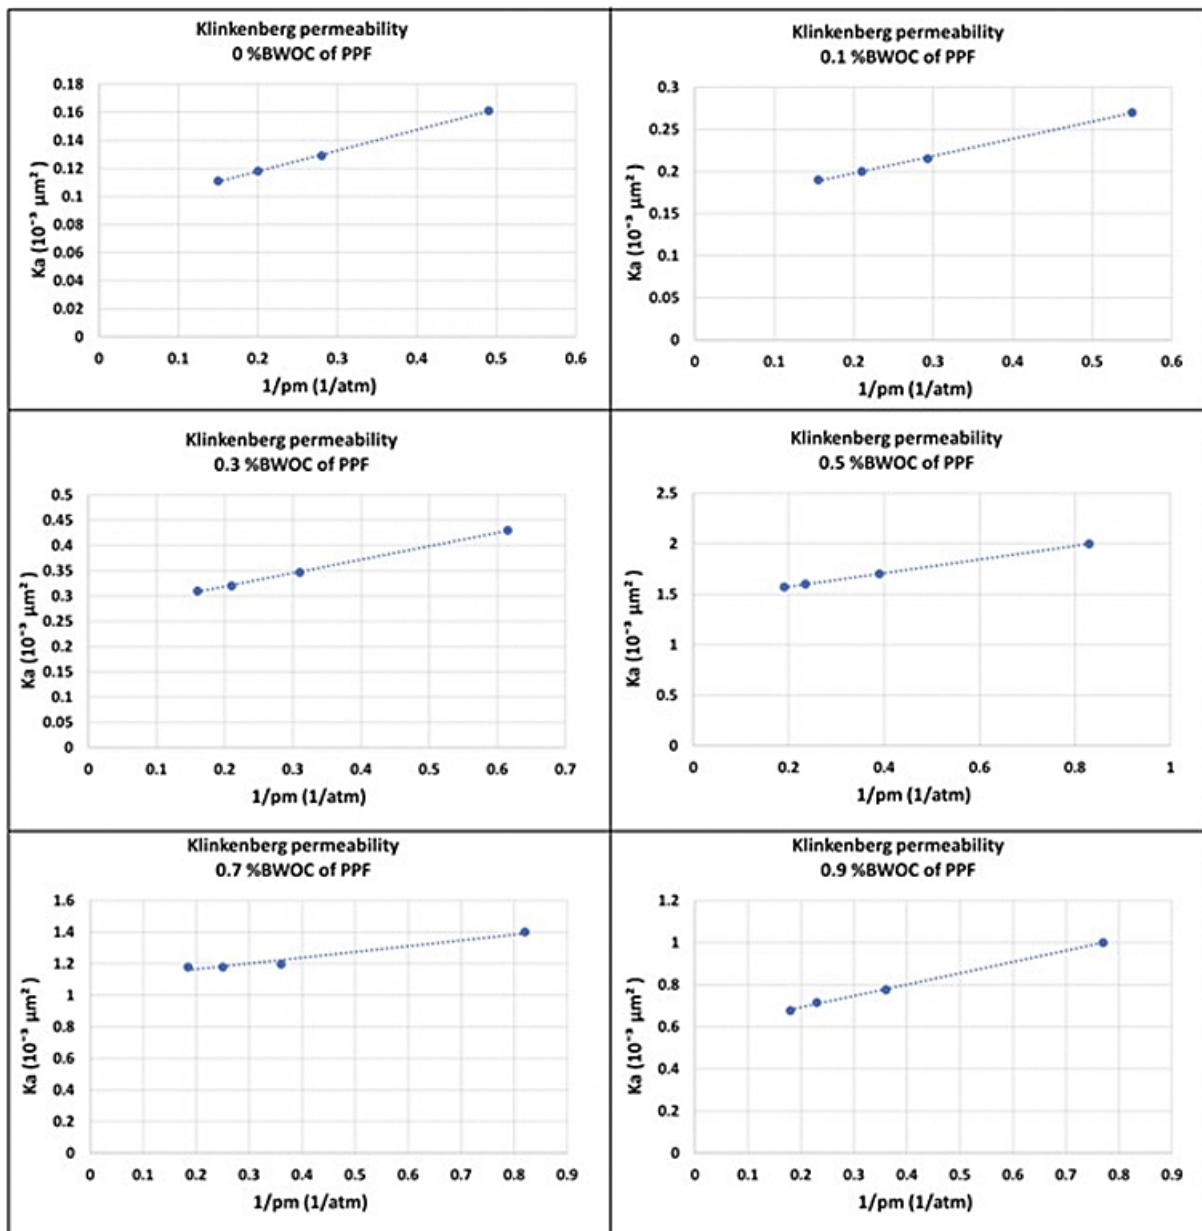 Klinkenberg permeability
0 %BWOC of PPF
0.18
0.16
0.14
0.12
0.1
0.08
0.06
0.04
0.02
0
Ka (10⁻³ µm² )
0 0.1 0.2 0.3 0.4 0.5 0.6
1/pm (1/atm)
Klinkenberg permeability
0.1 %BWOC of PPF
0.3
0.25
0.2
0.15
0.1
0.05
0
Ka (10⁻³ µm² )
0 0.1 0.2 0.3 0.4 0.5 0.6
1/pm (1/atm)
Klinkenberg permeability
0.3 %BWOC of PPF
0.5
0.45
0.4
0.35
0.3
0.25
0.2
0.15
0.1
0.05
0
Ka (10⁻³ µm² )
0 0.1 0.2 0.3 0.4 0.5 0.6 0.7
1/pm (1/atm)
Klinkenberg permeability
0.5 %BWOC of PPF
2.5
2
1.5
1
0.5
0
Ka (10⁻³ µm² )
0 0.2 0.4 0.6 0.8 1
1/pm (1/atm)
Klinkenberg permeability
0.7 %BWOC of PPF
1.6
1.4
1.2
1
0.8
0.6
0.4
0.2
0
Ka (10⁻³ µm² )
0 0.1 0.2 0.3 0.4 0.5 0.6 0.7 0.8 0.9
1/pm (1/atm)
Klinkenberg permeability
0.9 %BWOC of PPF
1.2
1
0.8
0.6
0.4
0.2
0
Ka (10⁻³ µm² )
0 0.1 0.2 0.3 0.4 0.5 0.6 0.7 0.8 0.9
1/pm (1/atm)